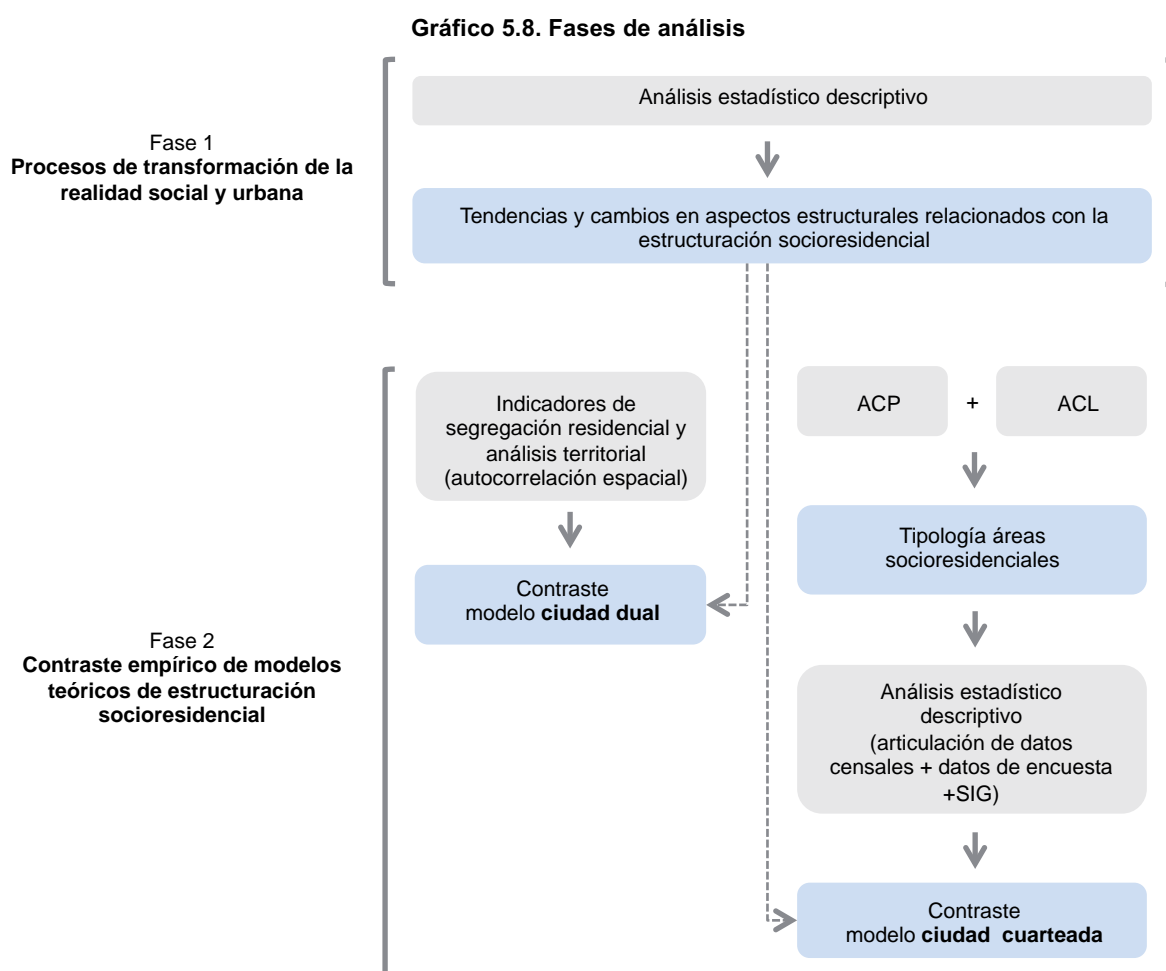 Gráfico 5.8. Fases de análisis
Fase 1
Procesos de transformación de la
realidad social y urbana
Análisis estadístico descriptivo
Tendencias y cambios en aspectos estructurales relacionados con la
estructuración socioresidencial
Fase 2
Contraste empírico de modelos
teóricos de estructuración
socioresidencial
Indicadores de
segregación residencial y
análisis territorial
(autocorrelación espacial)
Contraste
modelo ciudad dual
ACP + ACL
Tipología áreas
socioresidenciales
Análisis estadístico
descriptivo
(articulación de datos
censales + datos de encuesta
+SIG)
Contraste
modelo ciudad cuarteada